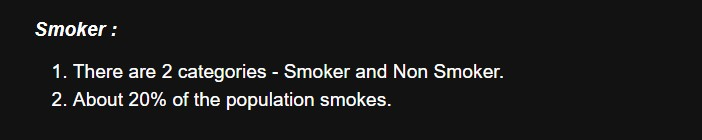 Smoker :
1. There are 2 categories - Smoker and Non Smoker.
2. About 20% of the population smokes.